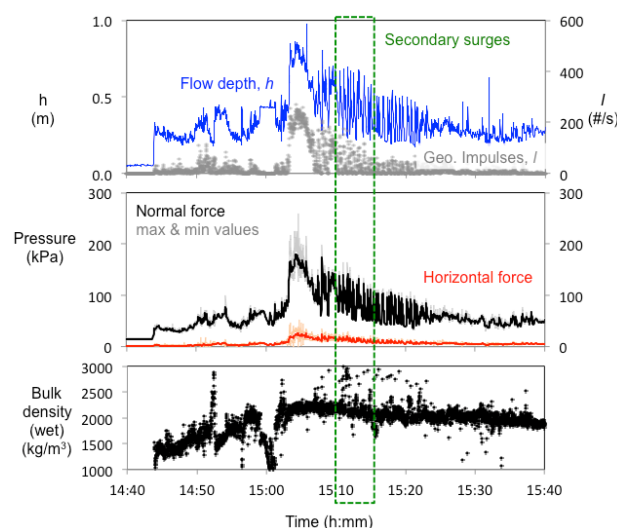 1.0
600
Secondary surges
Flow depth, h
400
h
(m)
0.5
I
(#/s)
200
Geo. Impulses, I
0.0
0
300
300
Normal force
max & min values
Pressure
(kPa)
200
200
Horizontal force
100
100
0
0
3000
Bulk
density
(wet)
(kg/m³)
2500
2000
1500
1000
14:40
14:50
15:00
15:10
15:20
15:30
15:40
Time (h:mm)